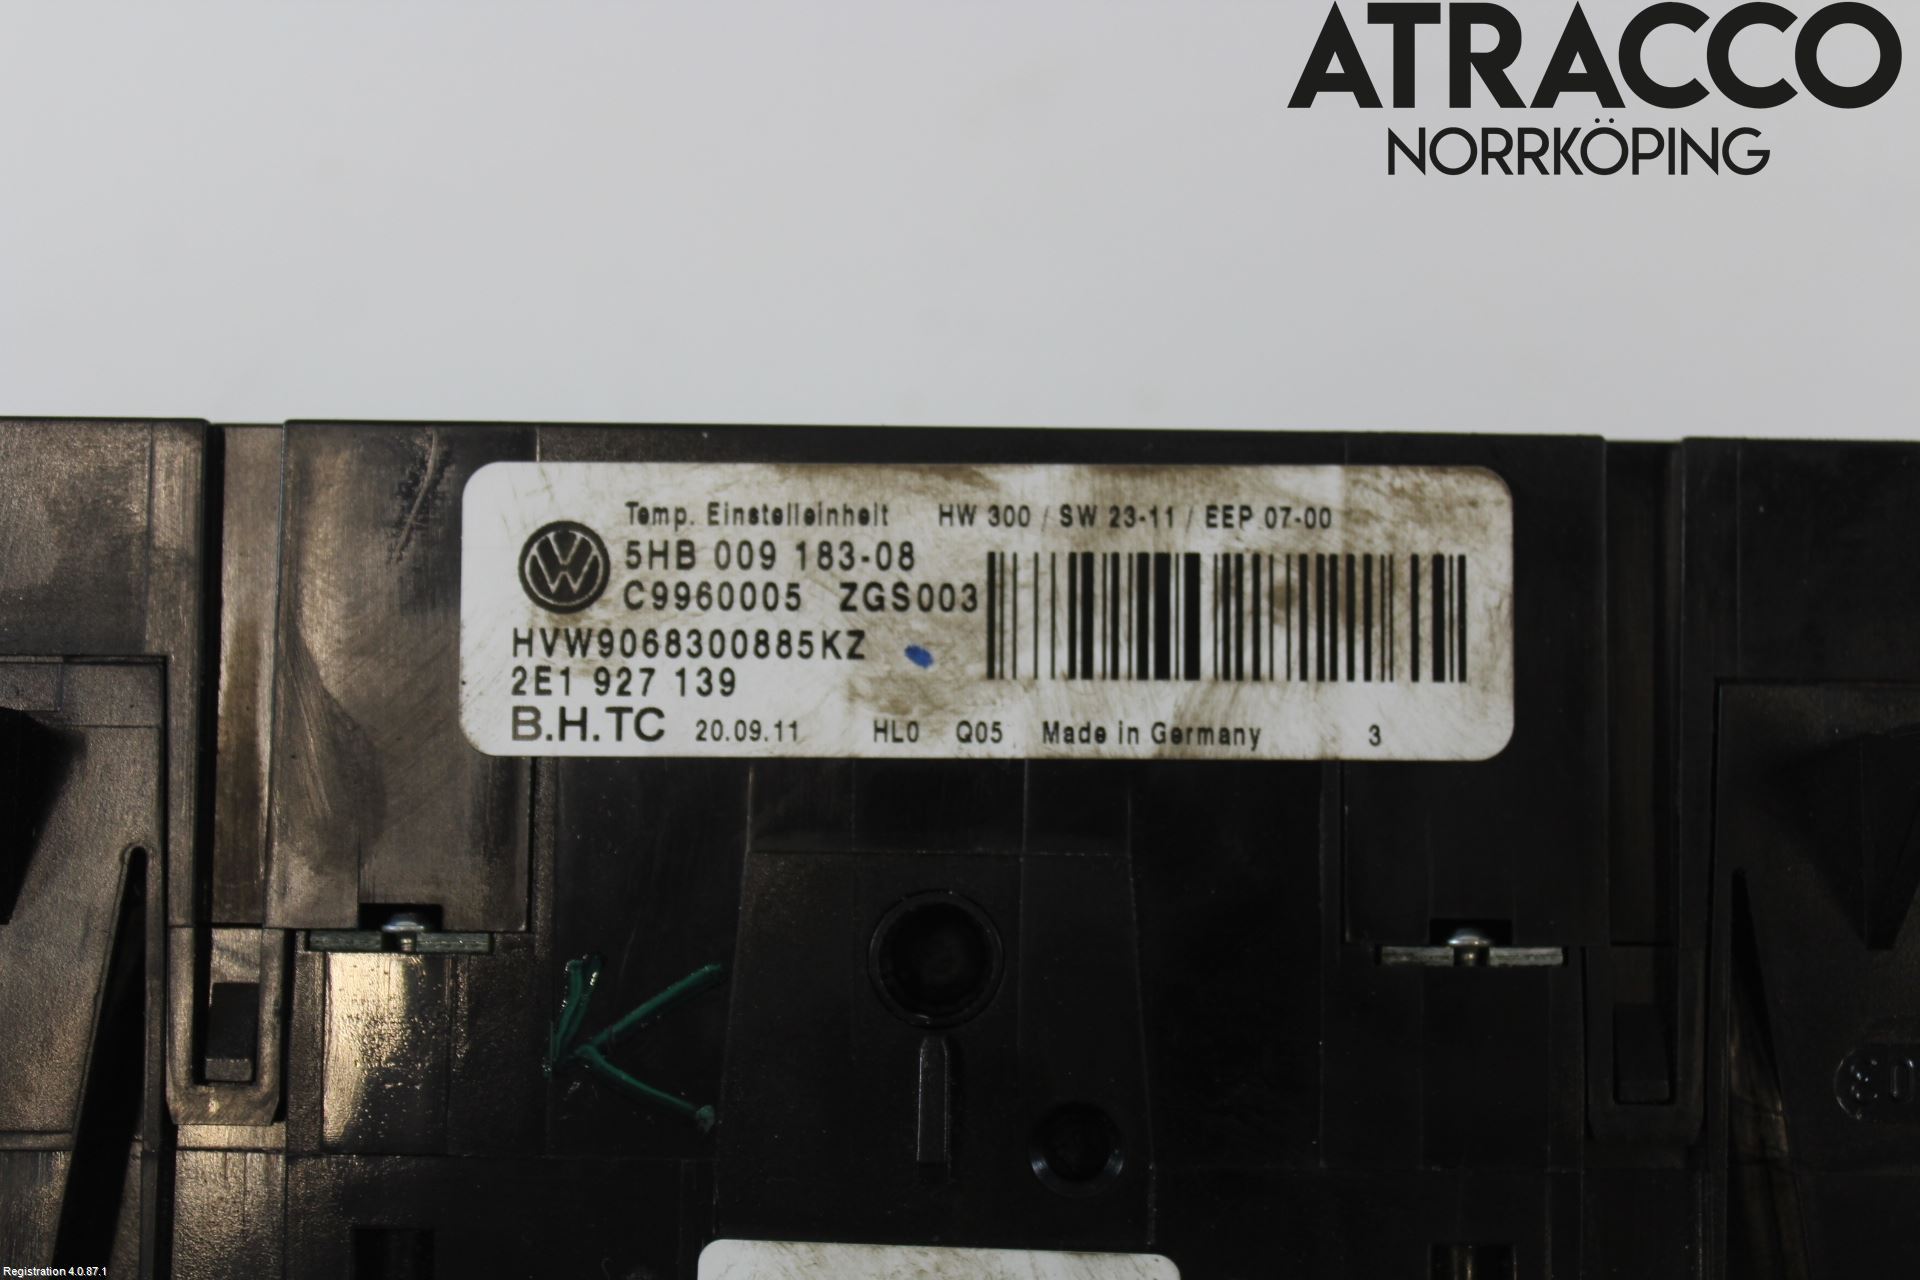 ATRACCO
NORRKÖPING
Temp. Einstelleinheit HW 300 / SW 23-11 / EEP 07-00
5HB 009 183-08
C9960005 ZGS003
HVW9068300885KZ
2E1 927 139
B.H.TC 20.09.11 HL0 Q05 Made in Germany 3
Registration 4.0.87.1